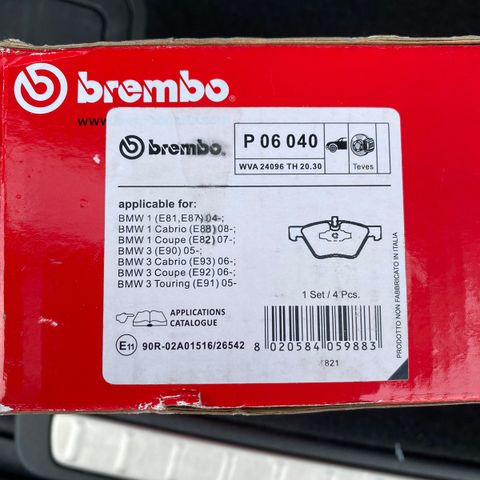 brembo®
www.
brembo®
P 06 040
WVA 24096 TH 20.30
Teves
applicable for:
BMW 1 (E81,E87) 04-;
BMW 1 Cabrio (E88) 08-;
BMW 1 Coupe (E82) 07-;
BMW 3 (E90) 05-;
BMW 3 Cabrio (E93) 06-;
BMW 3 Coupe (E92) 06-;
BMW 3 Touring (E91) 05-
1 Set / 4 Pcs.
APPLICATIONS
CATALOGUE
E11 90R-02A01516/26542
8 020584 059883
1821
PRODOTTO NON FABBRICATO IN ITALIA